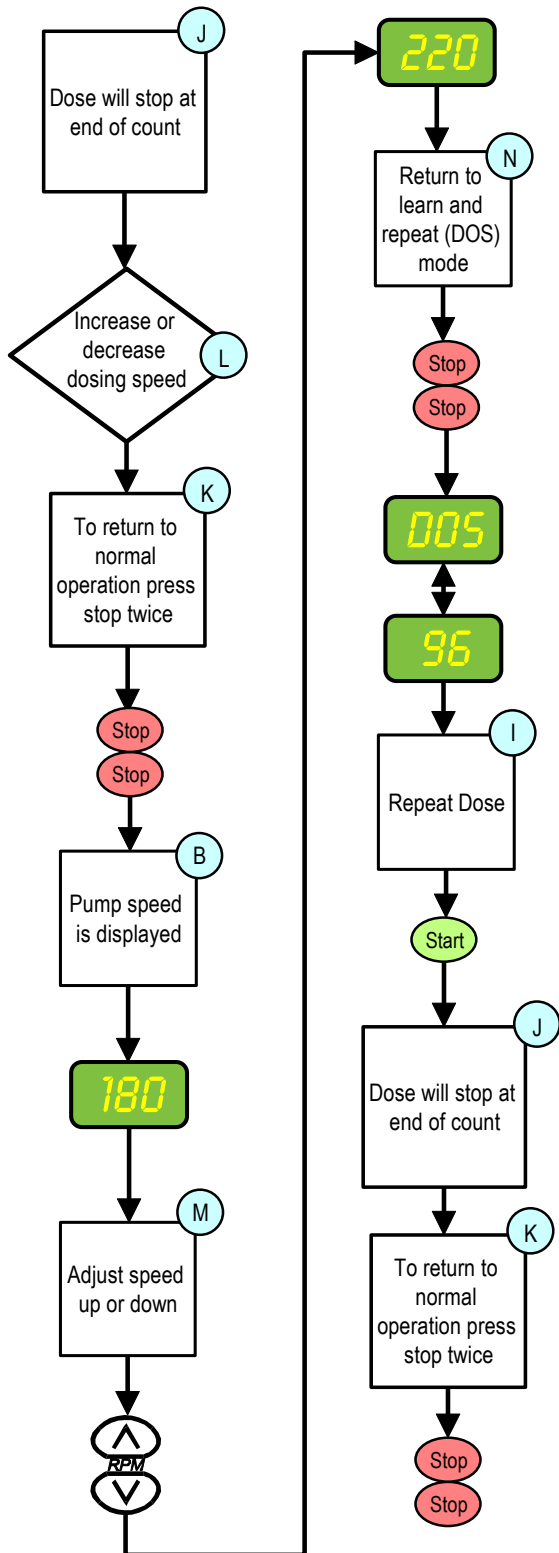 J
Dose will stop at
end of count
Increase or
decrease
dosing speed
L
K
To return to
normal
operation press
stop twice
Stop
Stop
B
Pump speed
is displayed
180
M
Adjust speed
up or down
RPM
220
N
Return to
learn and
repeat (DOS)
mode
Stop
Stop
DOS
96
I
Repeat Dose
Start
J
Dose will stop at
end of count
K
To return to
normal
operation press
stop twice
Stop
Stop